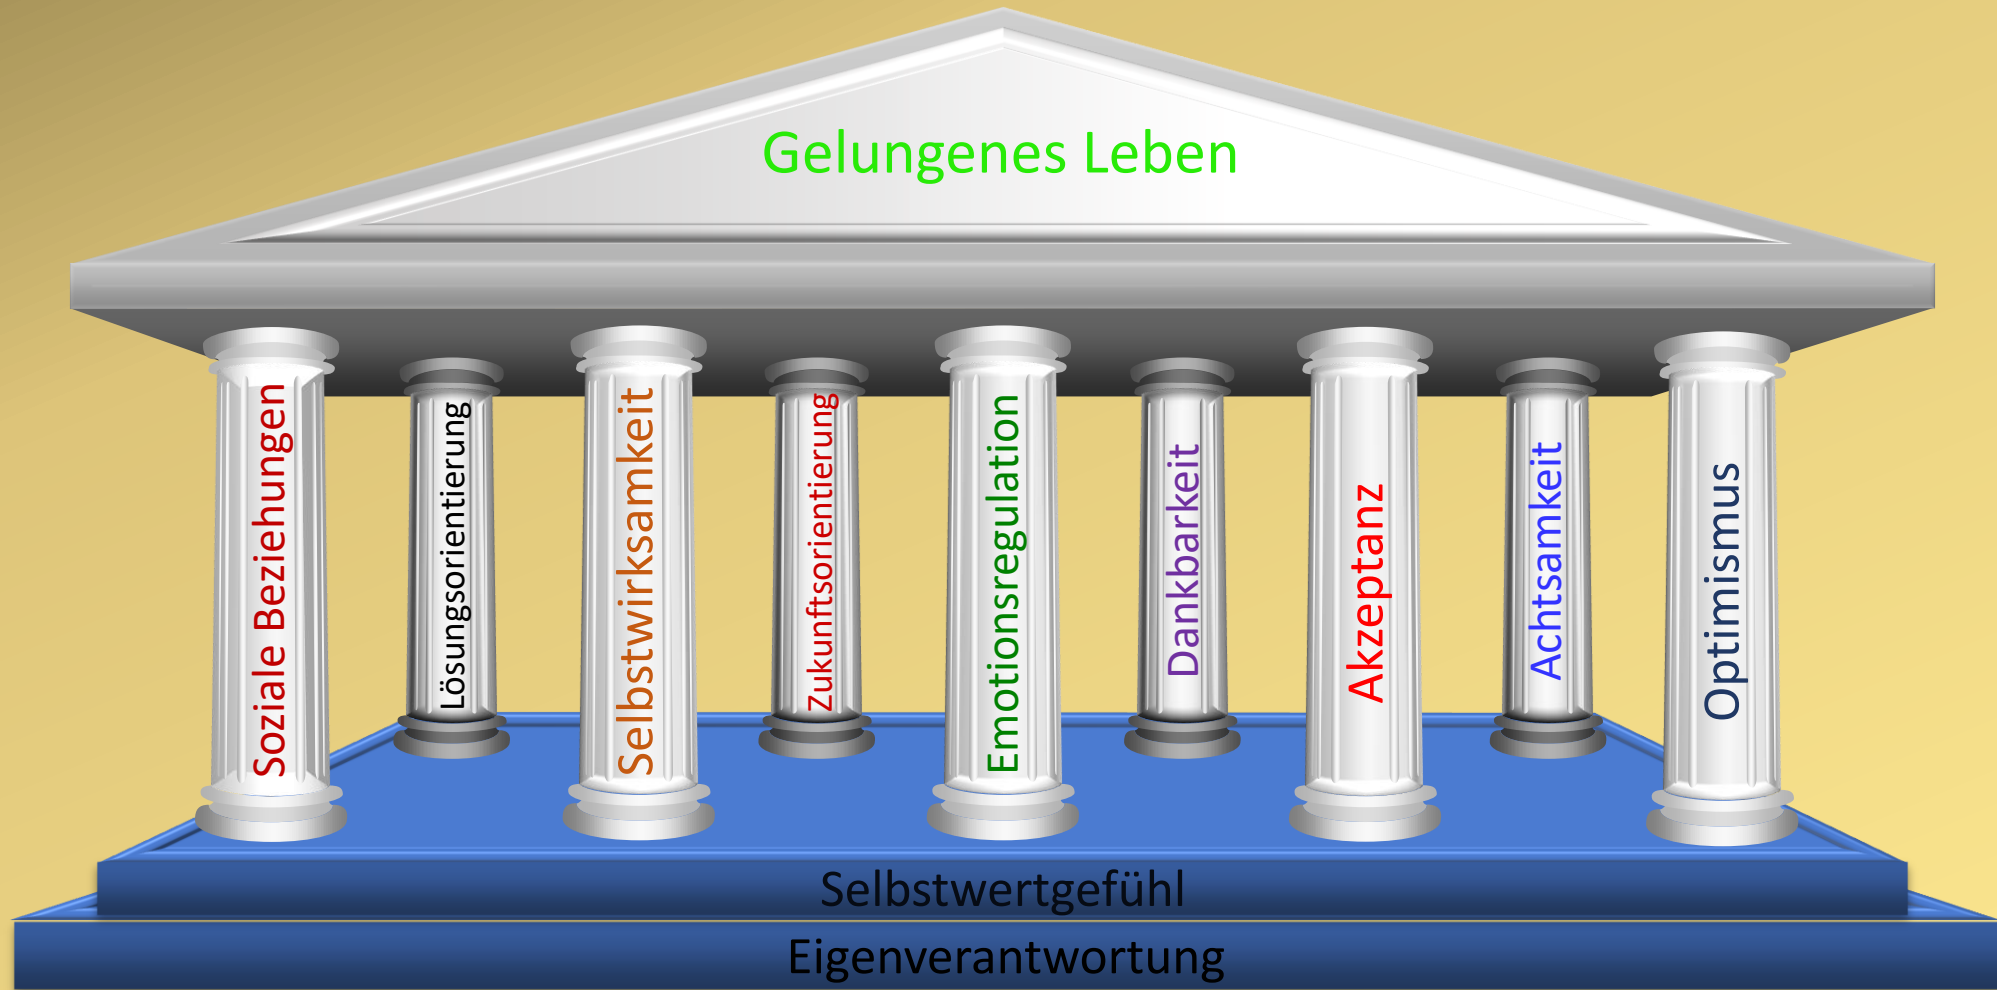 Gelungenes Leben
Soziale Beziehungen
Lösungsorientierung
Selbstwirksamkeit
Zukunftsorientierung
Emotionsregulation
Dankbarkeit
Akzeptanz
Achtsamkeit
Optimismus
Selbstwertgefühl
Eigenverantwortung